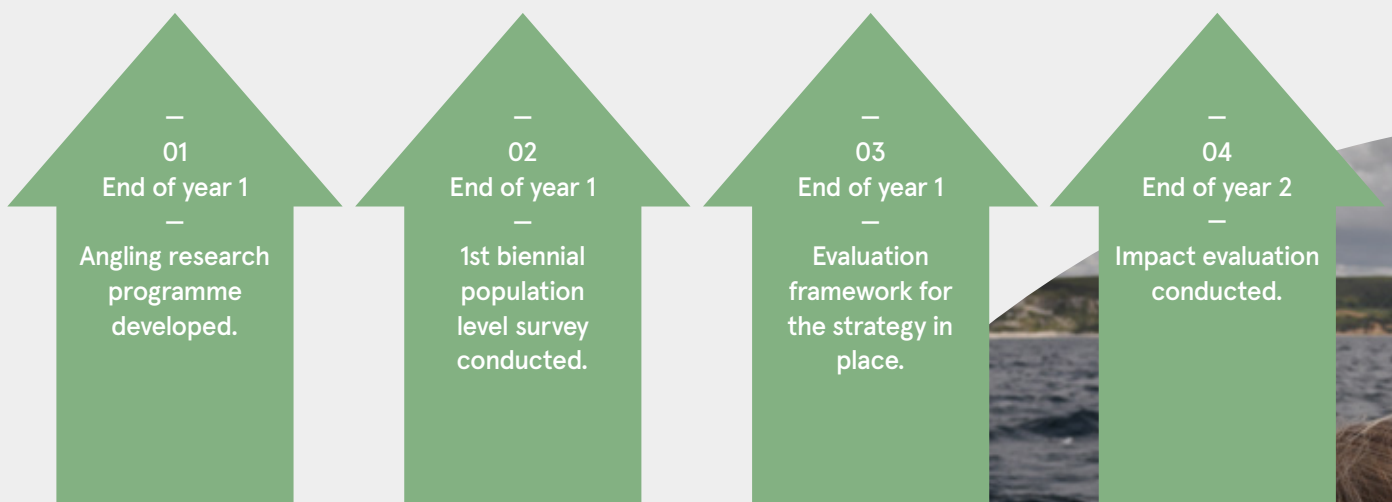 —
01
End of year 1
—
Angling research
programme
developed.
—
02
End of year 1
—
1st biennial
population
level survey
conducted.
—
03
End of year 1
—
Evaluation
framework for
the strategy in
place.
—
04
End of year 2
—
Impact evaluation
conducted.